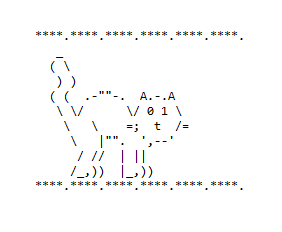 ****.****.****.****.****.****.
   _
  ( \
   ) )
  ( (  .-""-.  A.-.A
   \ \/      \/ 0 1 \
    \   \    =;  t  /=
     \   |"".  ',--'
      / //  | ||
     /_,))  |_,))
****.****.****.****.****.****.